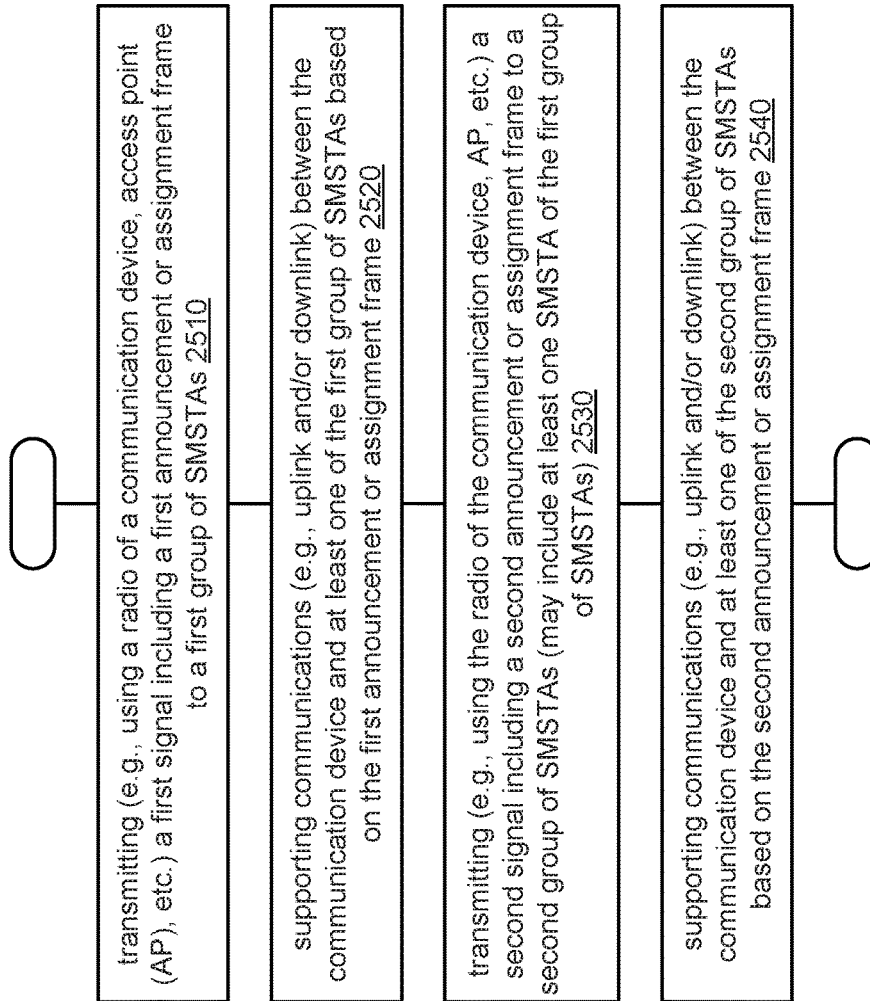 transmitting (e.g., using a radio of a communication device, access point
(AP), etc.) a first signal including a first announcement or assignment frame
to a first group of SMSTAs 2510
supporting communications (e.g., uplink and/or downlink) between the
communication device and at least one of the first group of SMSTAs based
on the first announcement or assignment frame 2520
transmitting (e.g., using the radio of the communication device, AP, etc.) a
second signal including a second announcement or assignment frame to a
second group of SMSTAs (may include at least one SMSTA of the first group
of SMSTAs) 2530
supporting communications (e.g., uplink and/or downlink) between the
communication device and at least one of the second group of SMSTAs
based on the second announcement or assignment frame 2540